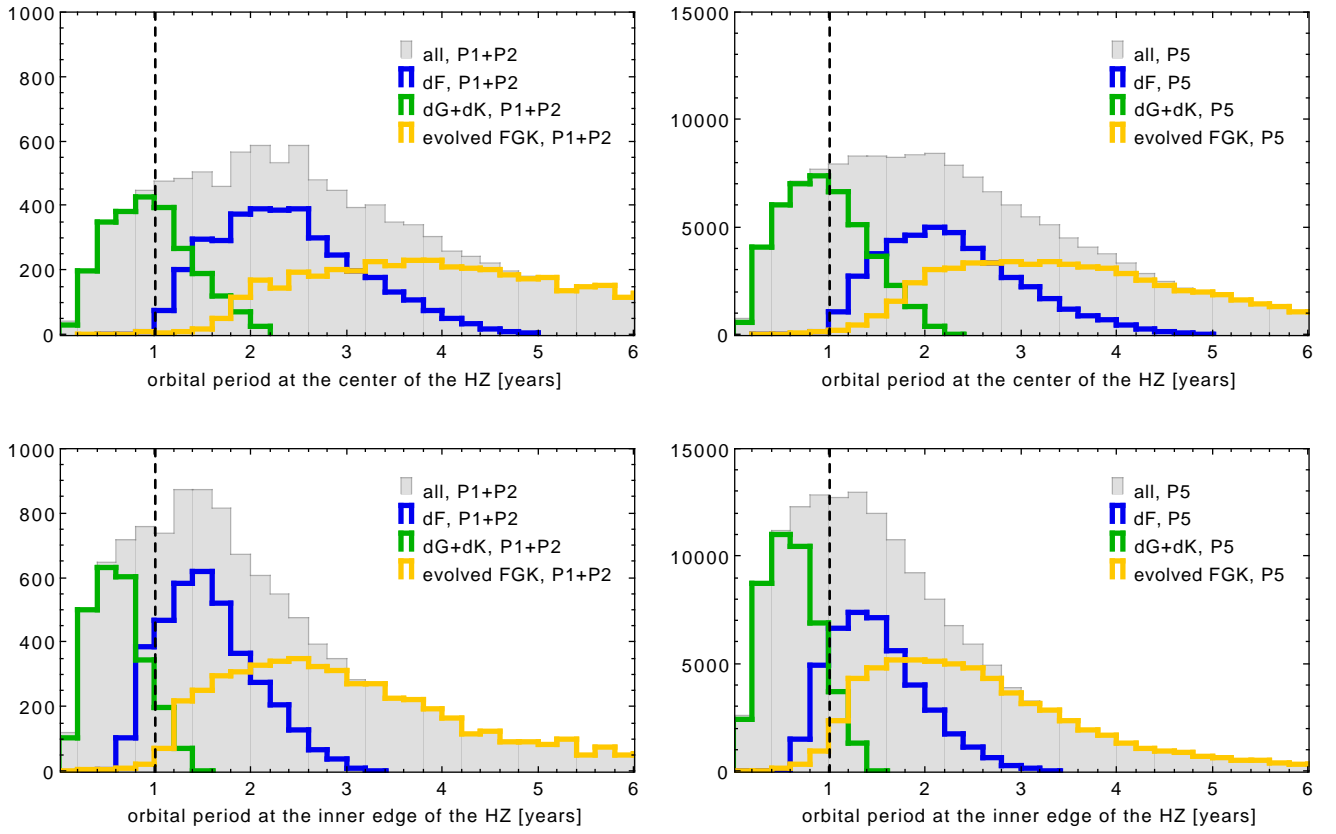 1000
800
600
400
200
0
all, P1+P2
dF, P1+P2
dG+dK, P1+P2
evolved FGK, P1+P2
1 2 3 4 5 6
orbital period at the center of the HZ [years]
15000
10000
5000
0
all, P5
dF, P5
dG+dK, P5
evolved FGK, P5
1 2 3 4 5 6
orbital period at the center of the HZ [years]
1000
800
600
400
200
0
all, P1+P2
dF, P1+P2
dG+dK, P1+P2
evolved FGK, P1+P2
1 2 3 4 5 6
orbital period at the inner edge of the HZ [years]
15000
10000
5000
0
all, P5
dF, P5
dG+dK, P5
evolved FGK, P5
1 2 3 4 5 6
orbital period at the inner edge of the HZ [years]